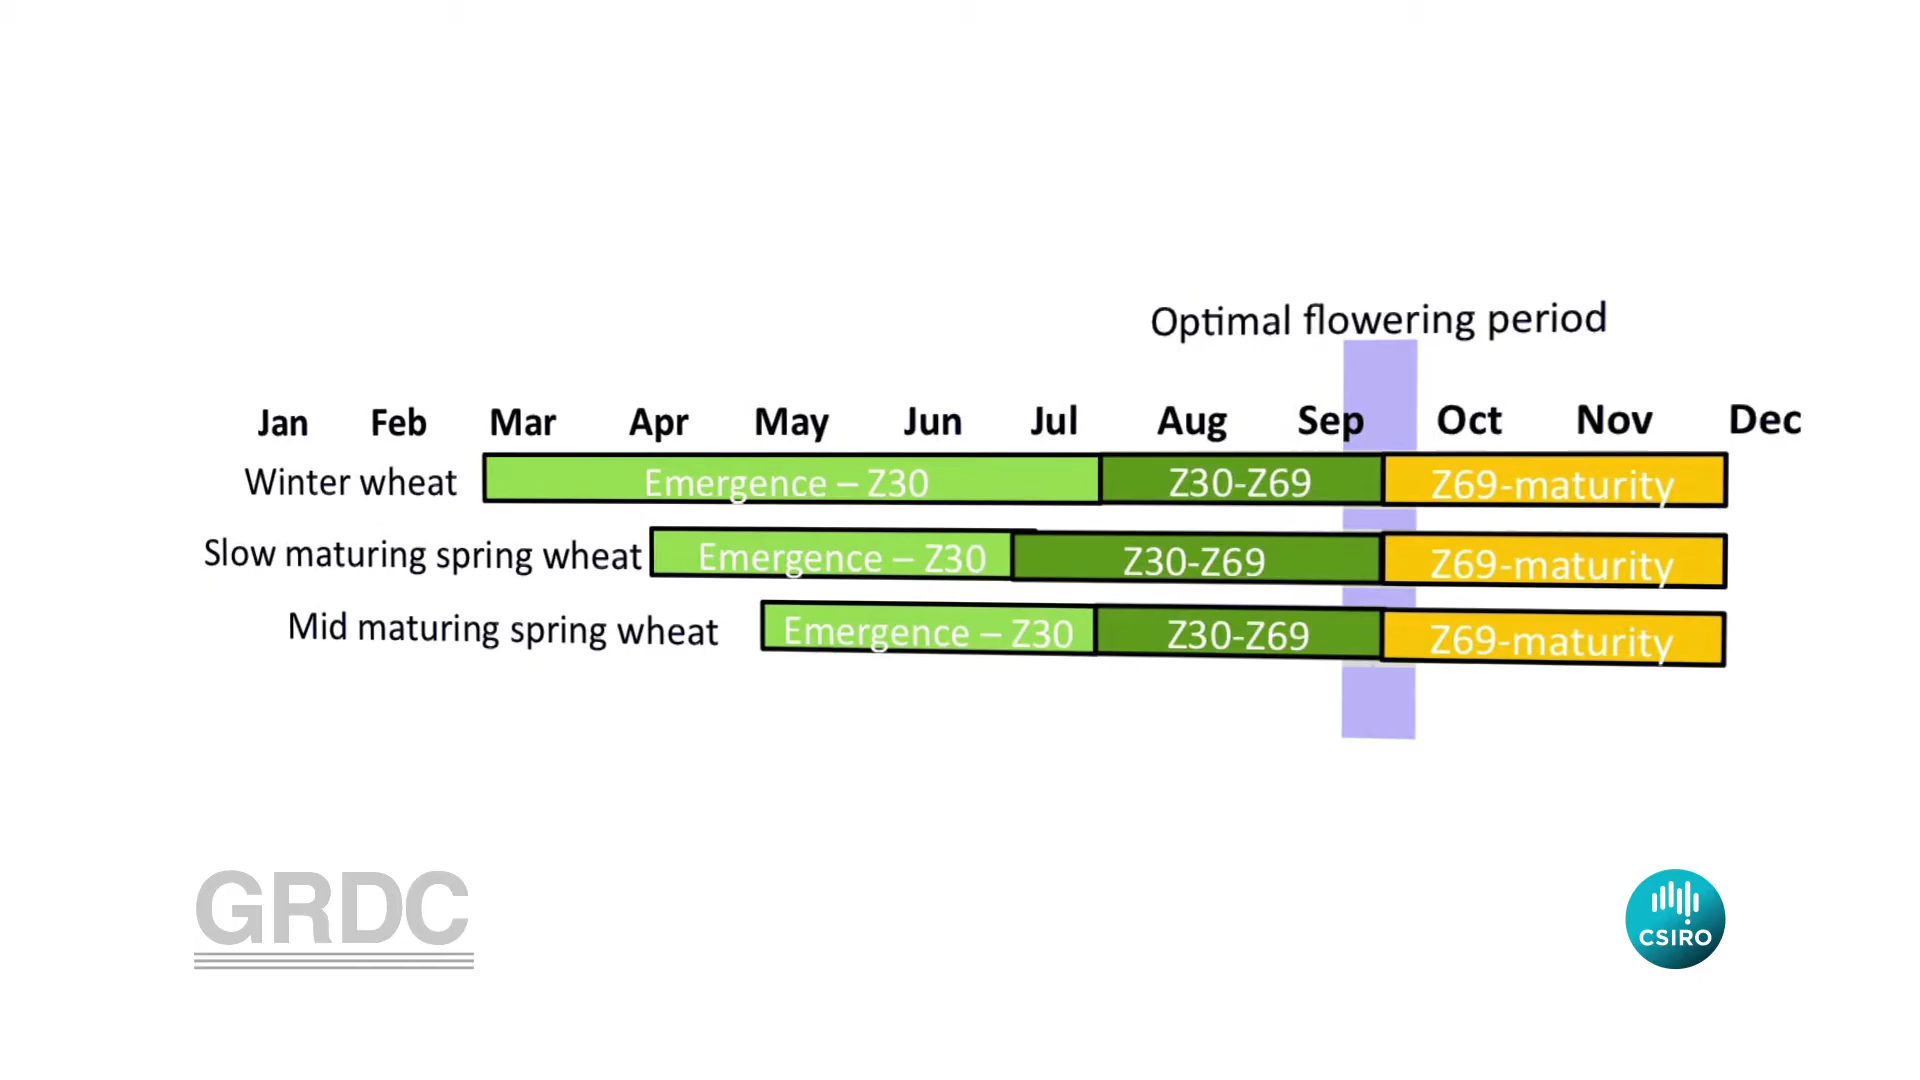 Optimal flowering period
Jan Feb Mar Apr May Jun Jul Aug Sep Oct Nov Dec
Winter wheat Emergence – Z30 Z30-Z69 Z69-maturity
Slow maturing spring wheat Emergence – Z30 Z30-Z69 Z69-maturity
Mid maturing spring wheat Emergence – Z30 Z30-Z69 Z69-maturity
GRDC
CSIRO